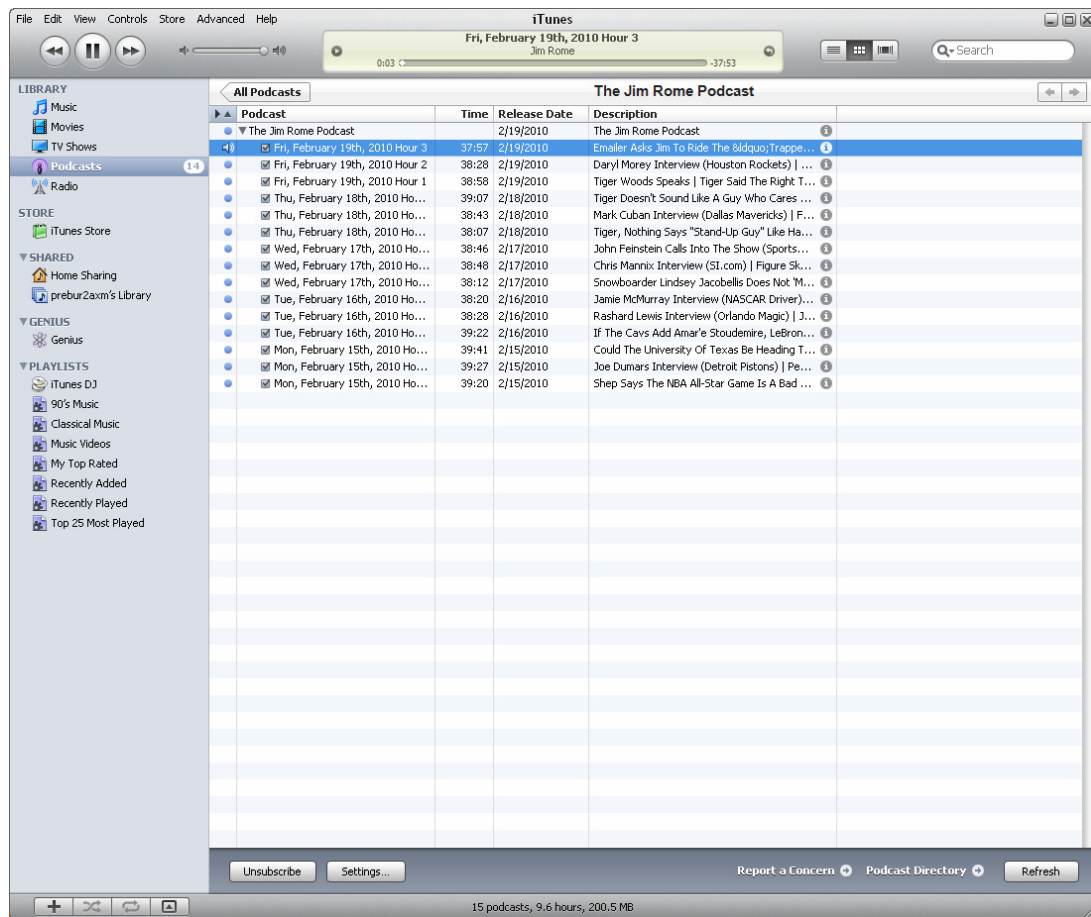 File Edit View Controls Store Advanced Help
iTunes
Fri, February 19th, 2010 Hour 3
Jim Rome
0:03 -37:53
Search
LIBRARY
Music
Movies
TV Shows
Podcasts 14
Radio
STORE
iTunes Store
SHARED
Home Sharing
prebur2axm's Library
GENIUS
Genius
PLAYLISTS
iTunes DJ
90's Music
Classical Music
Music Videos
My Top Rated
Recently Added
Recently Played
Top 25 Most Played
All Podcasts
The Jim Rome Podcast
Podcast Time Release Date Description
The Jim Rome Podcast 2/19/2010 The Jim Rome Podcast
Fri, February 19th, 2010 Hour 3 37:57 2/19/2010 Emailer Asks Jim To Ride The &ldquo;Trappe...
Fri, February 19th, 2010 Hour 2 38:28 2/19/2010 Daryl Morey Interview (Houston Rockets) | ...
Fri, February 19th, 2010 Hour 1 38:58 2/19/2010 Tiger Woods Speaks | Tiger Said The Right T...
Thu, February 18th, 2010 Ho... 39:07 2/18/2010 Tiger Doesn't Sound Like A Guy Who Cares ...
Thu, February 18th, 2010 Ho... 38:43 2/18/2010 Mark Cuban Interview (Dallas Mavericks) | F...
Thu, February 18th, 2010 Ho... 38:07 2/18/2010 Tiger, Nothing Says "Stand-Up Guy" Like Ha...
Wed, February 17th, 2010 Ho... 38:46 2/17/2010 John Feinstein Calls Into The Show (Sports...
Wed, February 17th, 2010 Ho... 38:48 2/17/2010 Chris Mannix Interview (SI.com) | Figure Sk...
Wed, February 17th, 2010 Ho... 38:12 2/17/2010 Snowboarder Lindsey Jacobellis Does Not 'M...
Tue, February 16th, 2010 Ho... 38:20 2/16/2010 Jamie McMurray Interview (NASCAR Driver)...
Tue, February 16th, 2010 Ho... 38:28 2/16/2010 Rashard Lewis Interview (Orlando Magic) | J...
Tue, February 16th, 2010 Ho... 39:22 2/16/2010 If The Cavs Add Amar'e Stoudemire, LeBron...
Mon, February 15th, 2010 Ho... 39:41 2/15/2010 Could The University Of Texas Be Heading T...
Mon, February 15th, 2010 Ho... 39:27 2/15/2010 Joe Dumars Interview (Detroit Pistons) | Pe...
Mon, February 15th, 2010 Ho... 39:20 2/15/2010 Shep Says The NBA All-Star Game Is A Bad ...
Unsubscribe Settings... Report a Concern Podcast Directory Refresh
15 podcasts, 9.6 hours, 200.5 MB